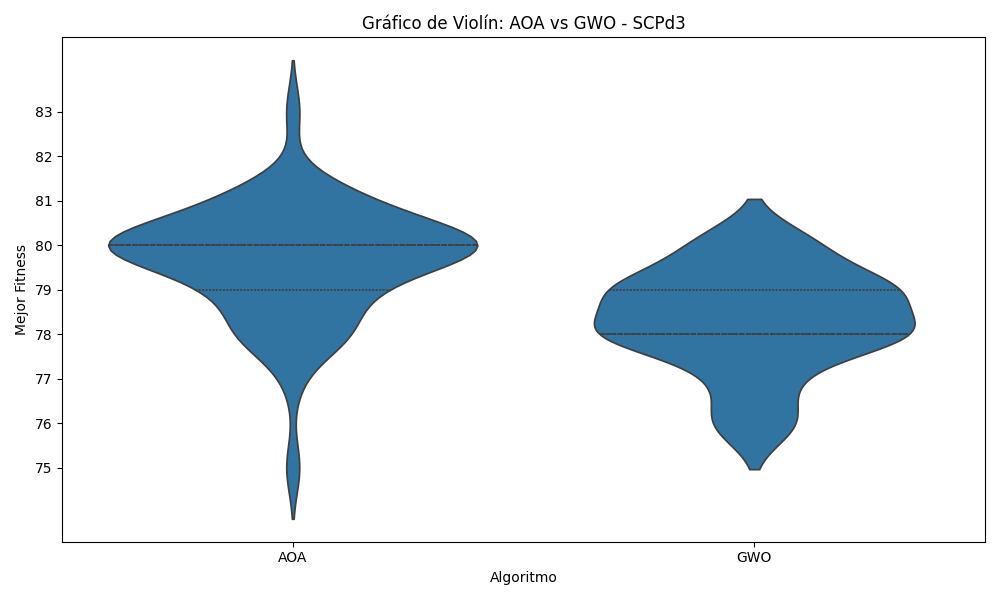 Gráfico de Violín: AOA vs GWO - SCPd3
Mejor Fitness
83
82
81
80
79
78
77
76
75
AOA
GWO
Algoritmo